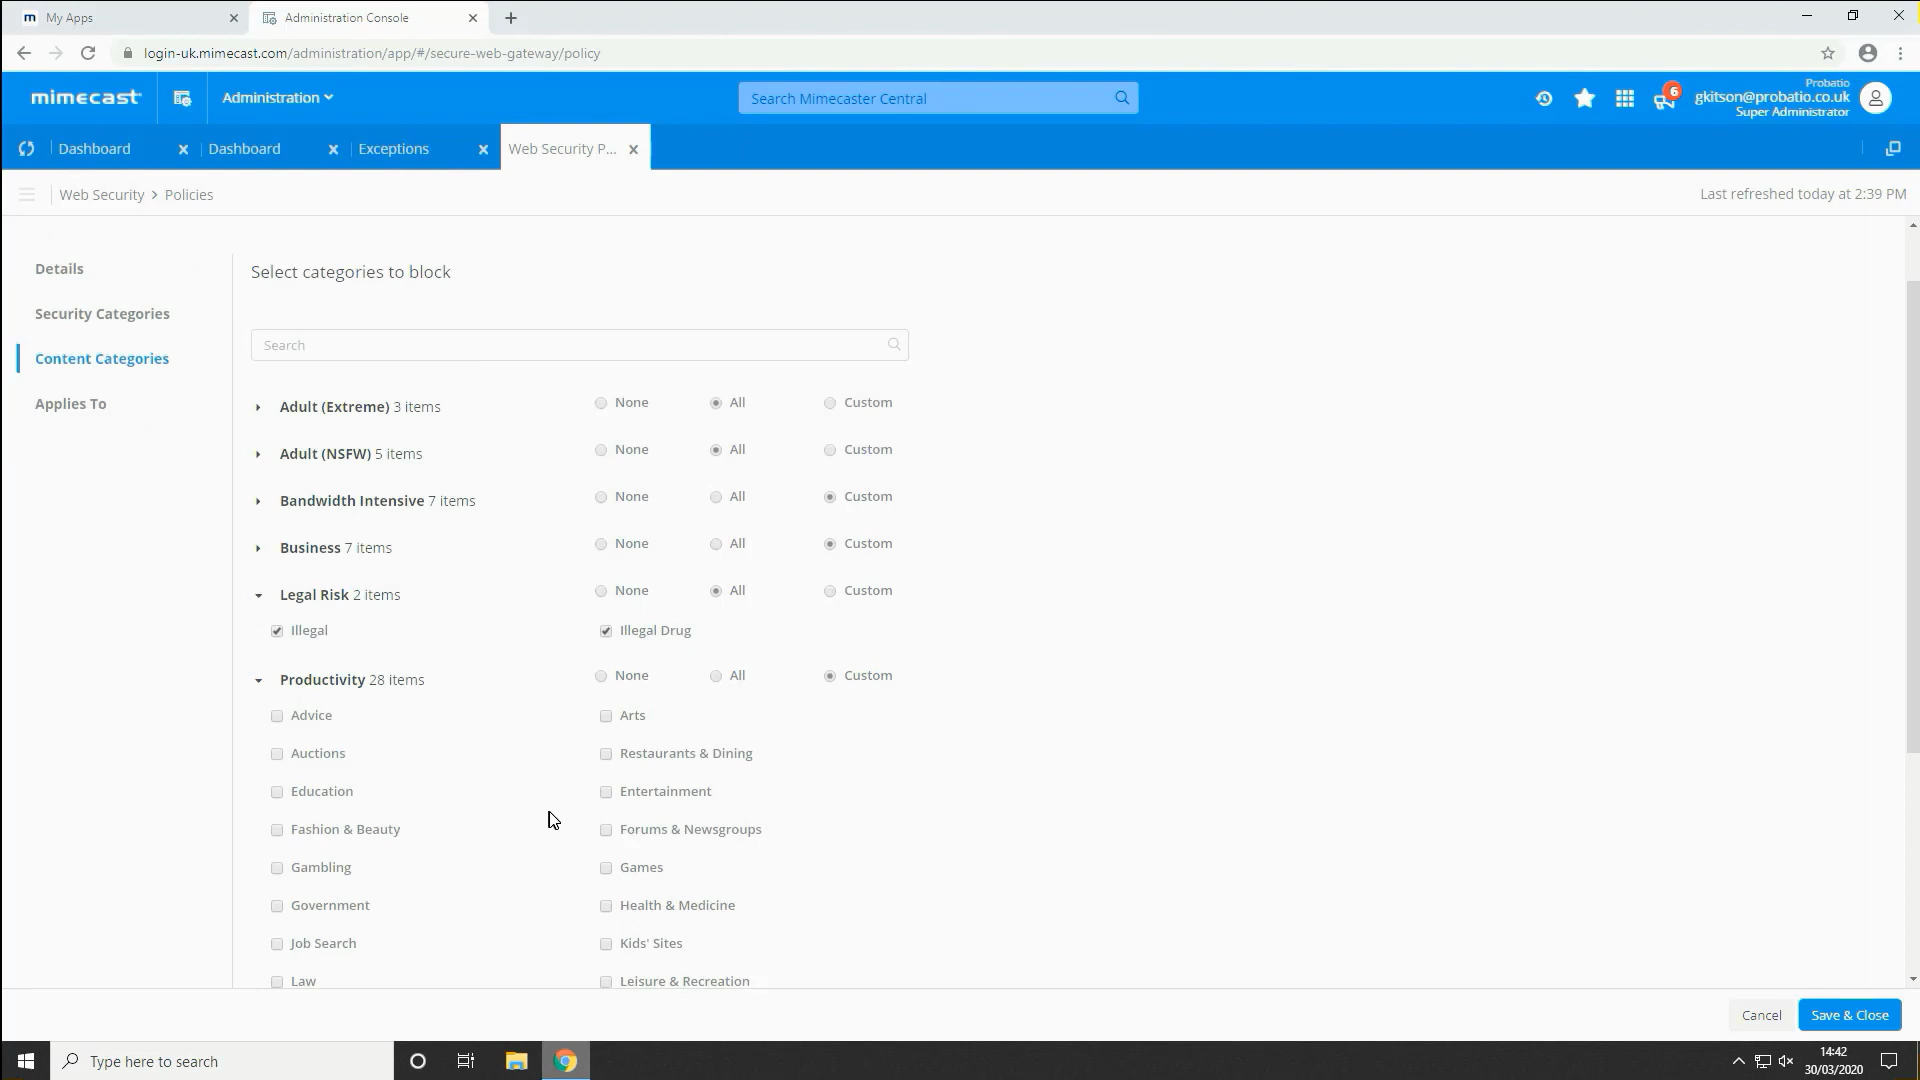 m My Apps
Administration Console
login-uk.mimecast.com/administration/app/#/secure-web-gateway/policy
mimecast
Administration
Search Mimecaster Central
6
Probatio
gkitson@probatio.co.uk
Super Administrator
Dashboard
Dashboard
Exceptions
Web Security P...
Web Security > Policies
Last refreshed today at 2:39 PM
Details
Security Categories
Content Categories
Applies To
Select categories to block
Search
Adult (Extreme) 3 items None All Custom
Adult (NSFW) 5 items None All Custom
Bandwidth Intensive 7 items None All Custom
Business 7 items None All Custom
Legal Risk 2 items None All Custom
Illegal Illegal Drug
Productivity 28 items None All Custom
Advice Arts
Auctions Restaurants & Dining
Education Entertainment
Fashion & Beauty Forums & Newsgroups
Gambling Games
Government Health & Medicine
Job Search Kids' Sites
Law Leisure & Recreation
Cancel Save & Close
Type here to search
14:42
30/03/2020